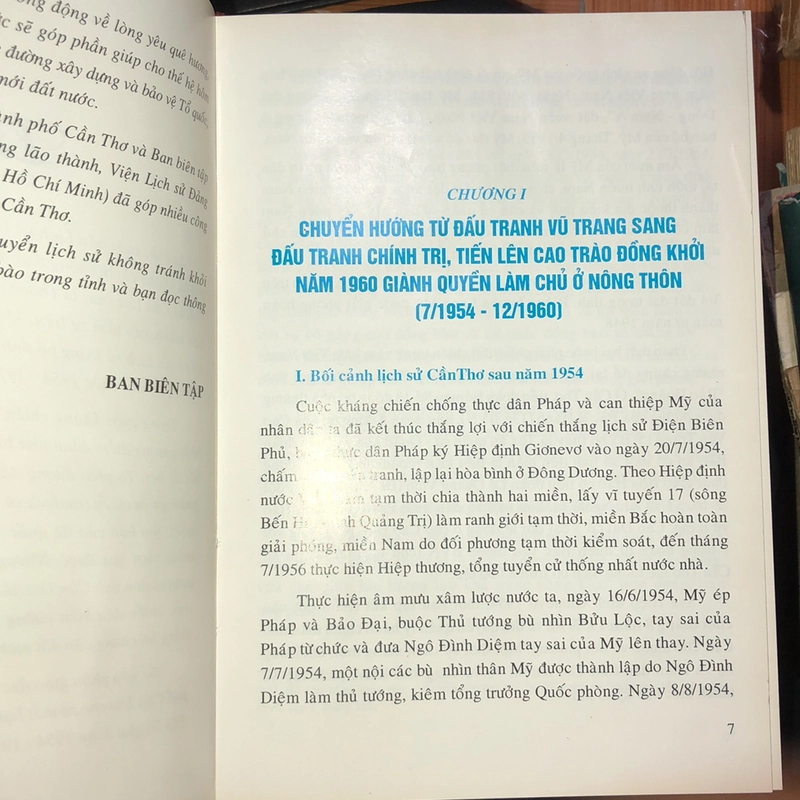 động về lòng yêu quê hương,
sẽ góp phần giúp cho thế hệ hôm
đường xây dựng và bảo vệ Tổ quốc,
mới đất nước.
phố Cần Thơ và Ban biên tập
lão thành, Viện Lịch sử Đảng
Hồ Chí Minh) đã góp nhiều công
Cần Thơ.
lịch sử không tránh khỏi
bào trong tỉnh và bạn đọc thông
BAN BIÊN TẬP
CHƯƠNG I
CHUYỂN HƯỚNG TỪ ĐẤU TRANH VŨ TRANG SANG
ĐẤU TRANH CHÍNH TRỊ, TIẾN LÊN CAO TRÀO ĐỒNG KHỞI
NĂM 1960 GIÀNH QUYỀN LÀM CHỦ Ở NÔNG THÔN
(7/1954 - 12/1960)
I. Bối cảnh lịch sử CầnThơ sau năm 1954
Cuộc kháng chiến chống thực dân Pháp và can thiệp Mỹ của
nhân dân ta đã kết thúc thắng lợi với chiến thắng lịch sử Điện Biên
Phủ, dân Pháp ký Hiệp định Giơnevơ vào ngày 20/7/1954,
chấm tranh, lập lại hòa bình ở Đông Dương. Theo Hiệp định
nước tạm thời chia thành hai miền, lấy vĩ tuyến 17 (sông
Bến Quảng Trị) làm ranh giới tạm thời, miền Bắc hoàn toàn
giải phóng, miền Nam do đối phương tạm thời kiểm soát, đến tháng
7/1956 thực hiện Hiệp thương, tổng tuyển cử thống nhất nước nhà.
Thực hiện âm mưu xâm lược nước ta, ngày 16/6/1954, Mỹ ép
Pháp và Bảo Đại, buộc Thủ tướng bù nhìn Bửu Lộc, tay sai của
Pháp từ chức và đưa Ngô Đình Diệm tay sai của Mỹ lên thay. Ngày
7/7/1954, một nội các bù nhìn thân Mỹ được thành lập do Ngô Đình
Diệm làm thủ tướng, kiêm tổng trưởng Quốc phòng. Ngày 8/8/1954,
7